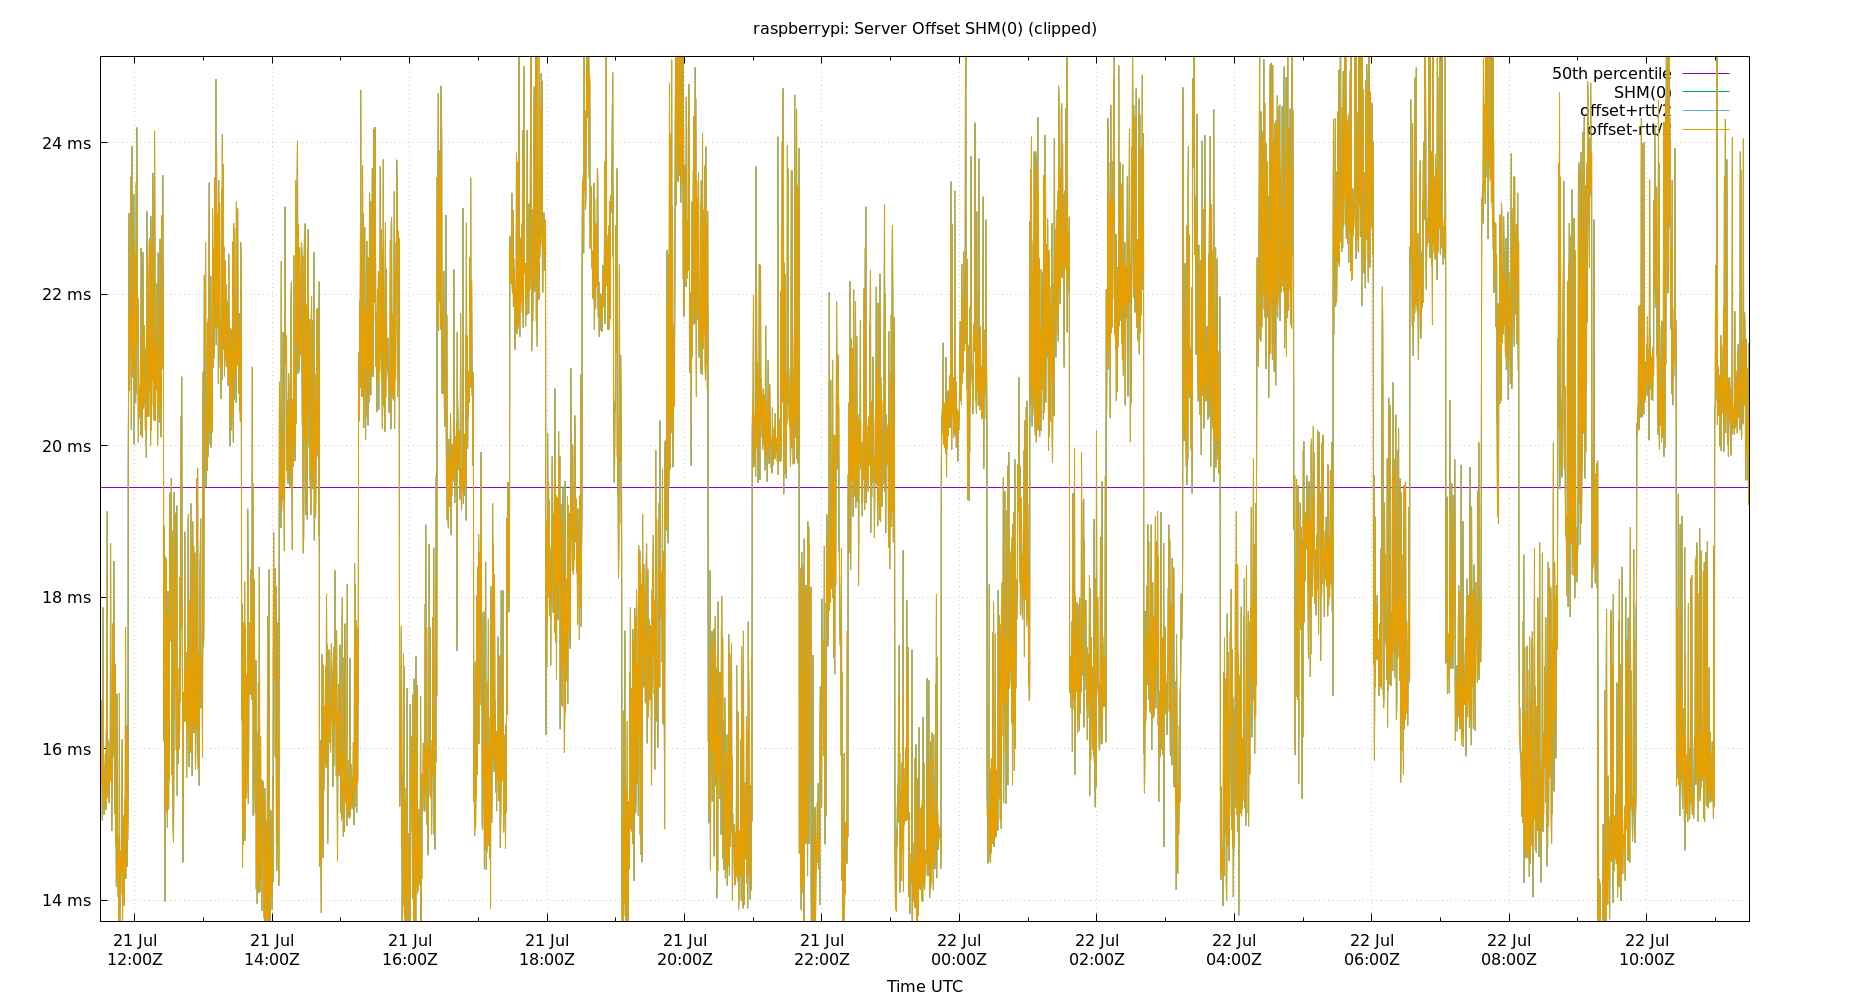 raspberrypi: Server Offset SHM(0) (clipped)
50th percentile
SHM(0)
offset+rtt/2
offset-rtt/2
24 ms
22 ms
20 ms
18 ms
16 ms
14 ms
21 Jul 21 Jul 21 Jul 21 Jul 21 Jul 21 Jul 22 Jul 22 Jul 22 Jul 22 Jul 22 Jul 22 Jul
12:00Z 14:00Z 16:00Z 18:00Z 20:00Z 22:00Z 00:00Z 02:00Z 04:00Z 06:00Z 08:00Z 10:00Z
Time UTC